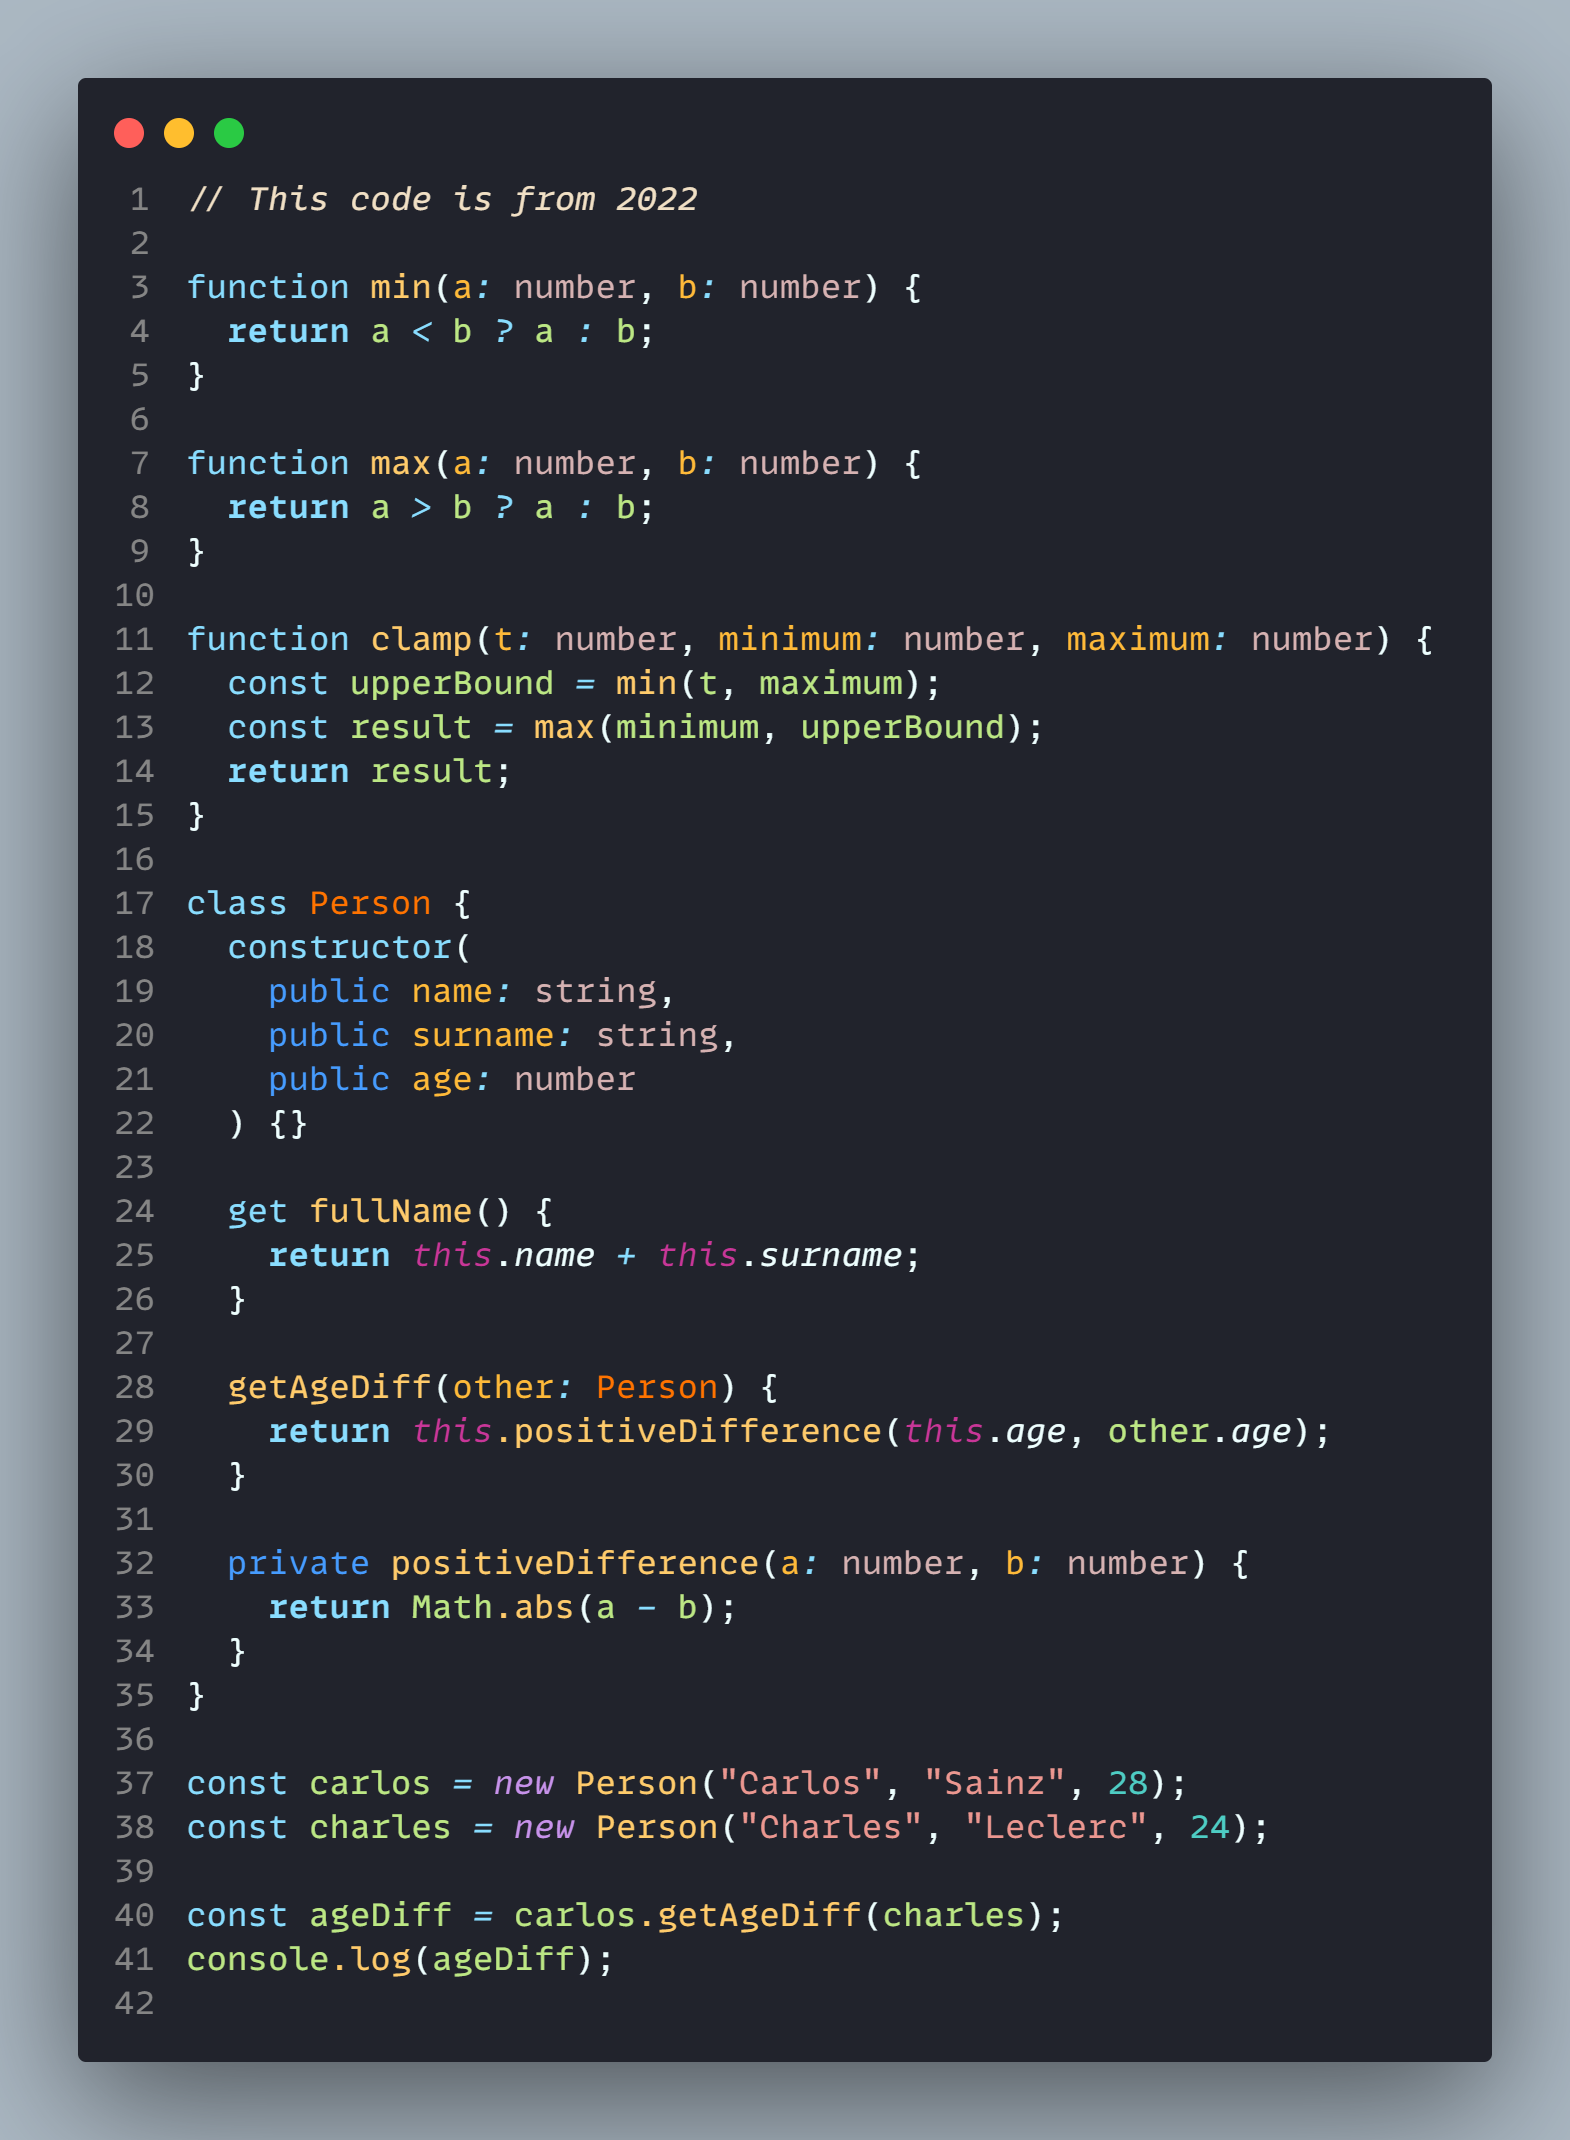 1 // This code is from 2022
2
3 function min(a: number, b: number) {
4   return a < b ? a : b;
5 }
6
7 function max(a: number, b: number) {
8   return a > b ? a : b;
9 }
10
11 function clamp(t: number, minimum: number, maximum: number) {
12   const upperBound = min(t, maximum);
13   const result = max(minimum, upperBound);
14   return result;
15 }
16
17 class Person {
18   constructor(
19     public name: string,
20     public surname: string,
21     public age: number
22   ) {}
23
24   get fullName() {
25     return this.name + this.surname;
26   }
27
28   getAgeDiff(other: Person) {
29     return this.positiveDifference(this.age, other.age);
30   }
31
32   private positiveDifference(a: number, b: number) {
33     return Math.abs(a - b);
34   }
35 }
36
37 const carlos = new Person("Carlos", "Sainz", 28);
38 const charles = new Person("Charles", "Leclerc", 24);
39
40 const ageDiff = carlos.getAgeDiff(charles);
41 console.log(ageDiff);
42